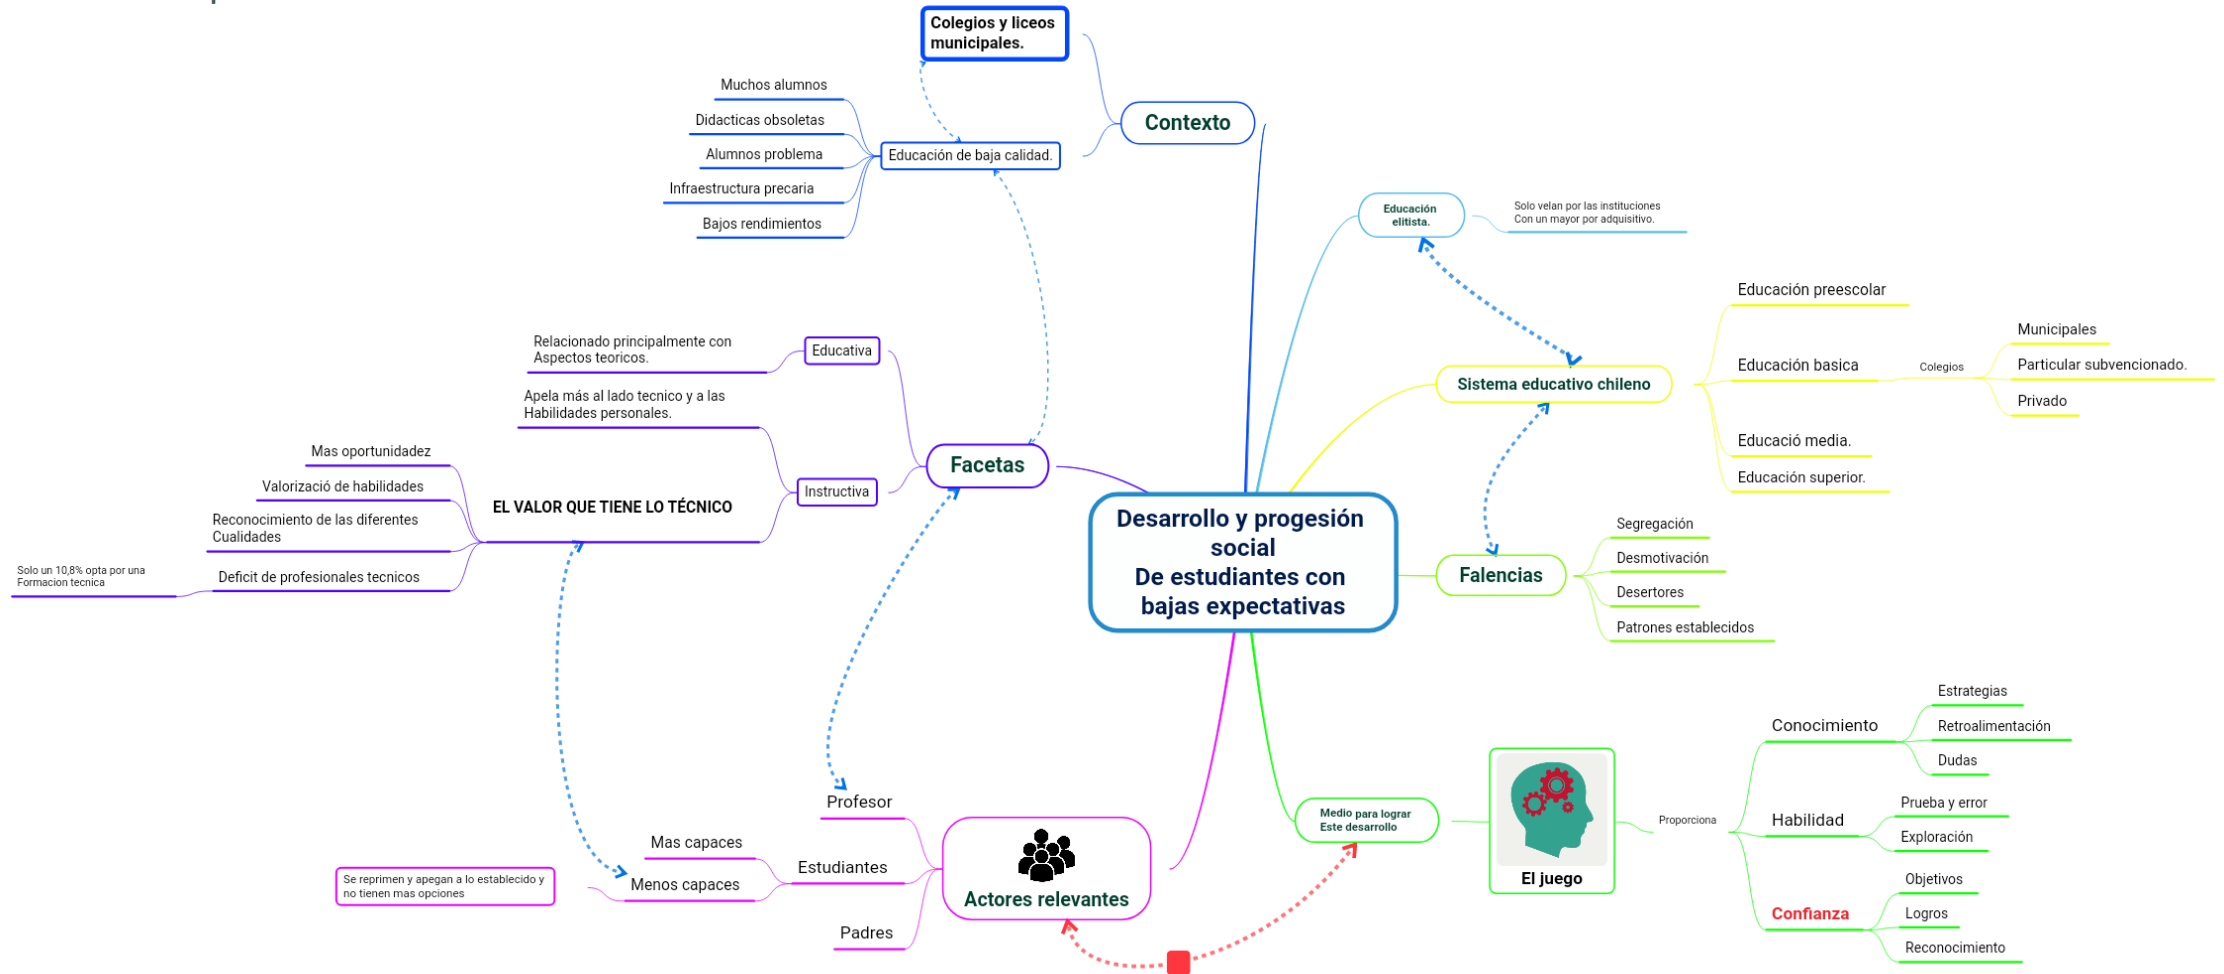 Colegios y liceos
municipales.
Muchos alumnos
Didacticas obsoletas
Alumnos problema
Infraestructura precaria
Bajos rendimientos
Educación de baja calidad.
Contexto
Educación
elitista.
Solo velan por las instituciones
Con un mayor por adquisitivo.
Sistema educativo chileno
Educación preescolar
Educación basica
Colegios
Municipales
Particular subvencionado.
Privado
Educació media.
Educación superior.
Relacionado principalmente con
Aspectos teoricos.
Educativa
Apela más al lado tecnico y a las
Habilidades personales.
Facetas
Instructiva
EL VALOR QUE TIENE LO TÉCNICO
Mas oportunidadez
Valorizació de habilidades
Reconocimiento de las diferentes
Cualidades
Deficit de profesionales tecnicos
Solo un 10,8% opta por una
Formacion tecnica
Desarrollo y progesión
social
De estudiantes con
bajas expectativas
Falencias
Segregación
Desmotivación
Desertores
Patrones establecidos
Profesor
Estudiantes
Mas capaces
Menos capaces
Se reprimen y apegan a lo establecido y
no tienen mas opciones
Padres
Actores relevantes
Medio para lograr
Este desarrollo
El juego
Proporciona
Conocimiento
Estrategias
Retroalimentación
Dudas
Habilidad
Prueba y error
Exploración
Confianza
Objetivos
Logros
Reconocimiento